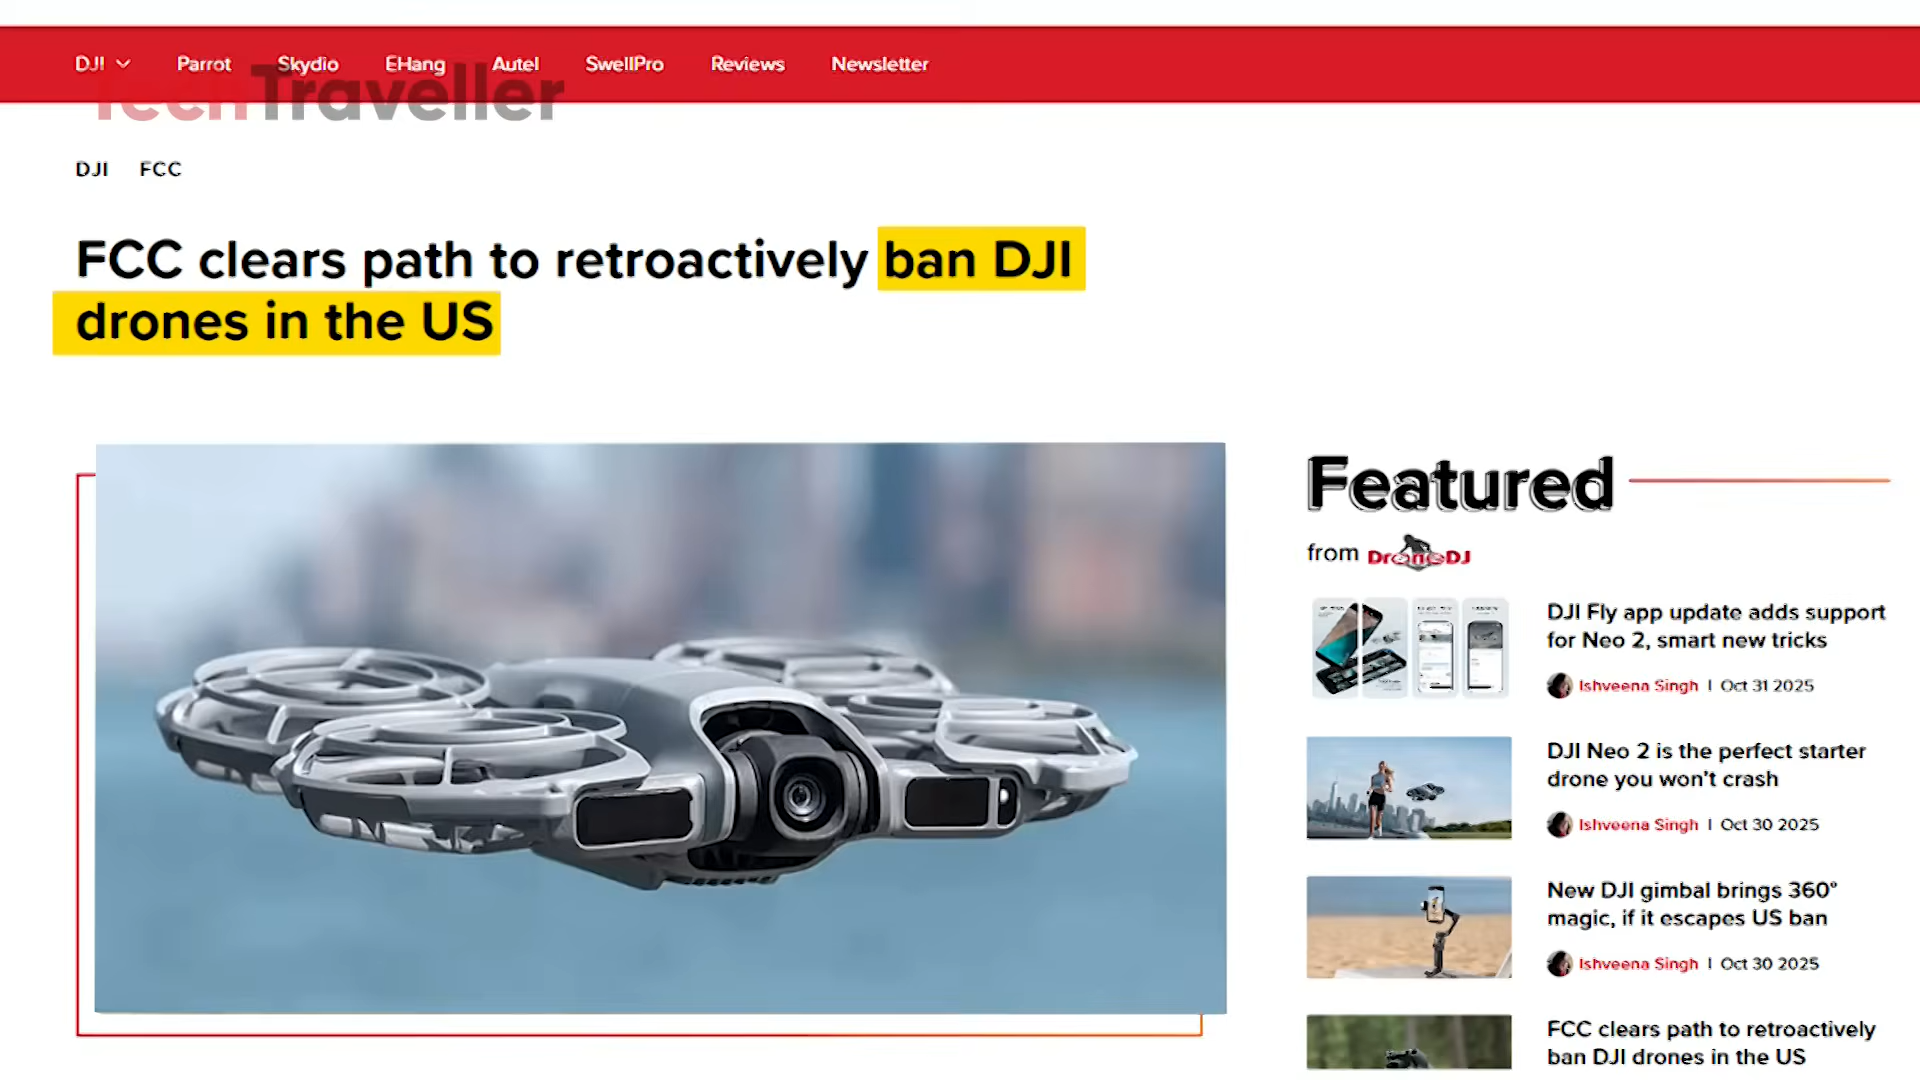 DJI Parrot Skydio EHang Autel SwellPro Reviews Newsletter
TechTraveller
DJI FCC
FCC clears path to retroactively ban DJI
drones in the US
Featured
from DroneDJ
DJI Fly app update adds support
for Neo 2, smart new tricks
Ishveena Singh | Oct 31 2025
DJI Neo 2 is the perfect starter
drone you won't crash
Ishveena Singh | Oct 30 2025
New DJI gimbal brings 360°
magic, if it escapes US ban
Ishveena Singh | Oct 30 2025
FCC clears path to retroactively
ban DJI drones in the US